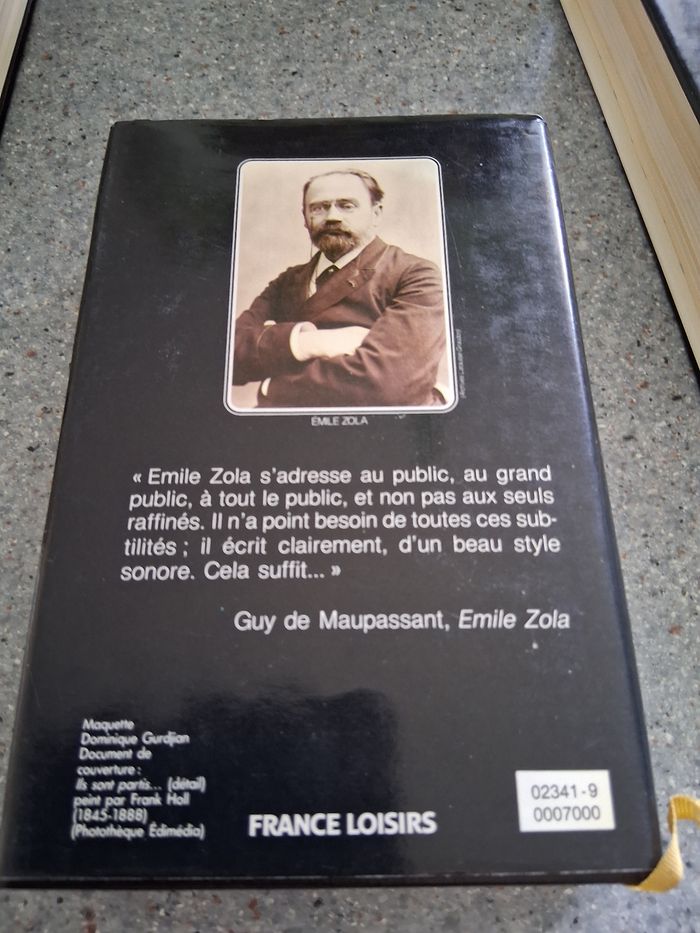 ÉMILE ZOLA
« Emile Zola s'adresse au public, au grand
public, à tout le public, et non pas aux seuls
raffinés. Il n'a point besoin de toutes ces sub-
tilités ; il écrit clairement, d'un beau style
sonore. Cela suffit... »
Guy de Maupassant, Emile Zola
Maquette
Dominique Gurdjian
Document de
couverture :
Ils sont partis... (détail)
peint par Frank Holl
(1845-1888)
(Photothèque Édimédia)
FRANCE LOISIRS
02341-9
0007000